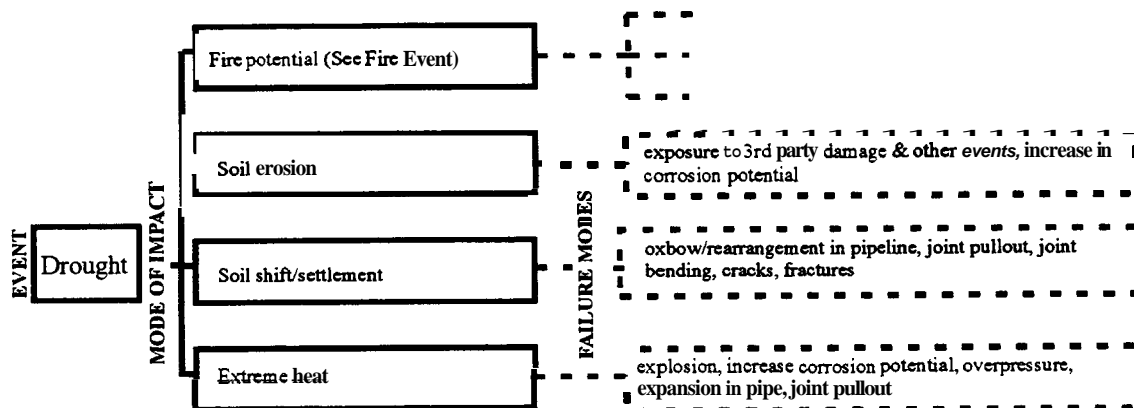 EVENT
Drought
MODE OF IMPACT
Fire potential (See Fire Event)
Soil erosion
Soil shift/settlement
Extreme heat
FAILURE MODES
exposure to3rd party damage & other events, increase in
corrosion potential
oxbow/rearrangement in pipeline, joint pullout, joint
bending, cracks, fractures
explosion, increase corrosion potential, overpressure,
expansion in pipe, joint pullout